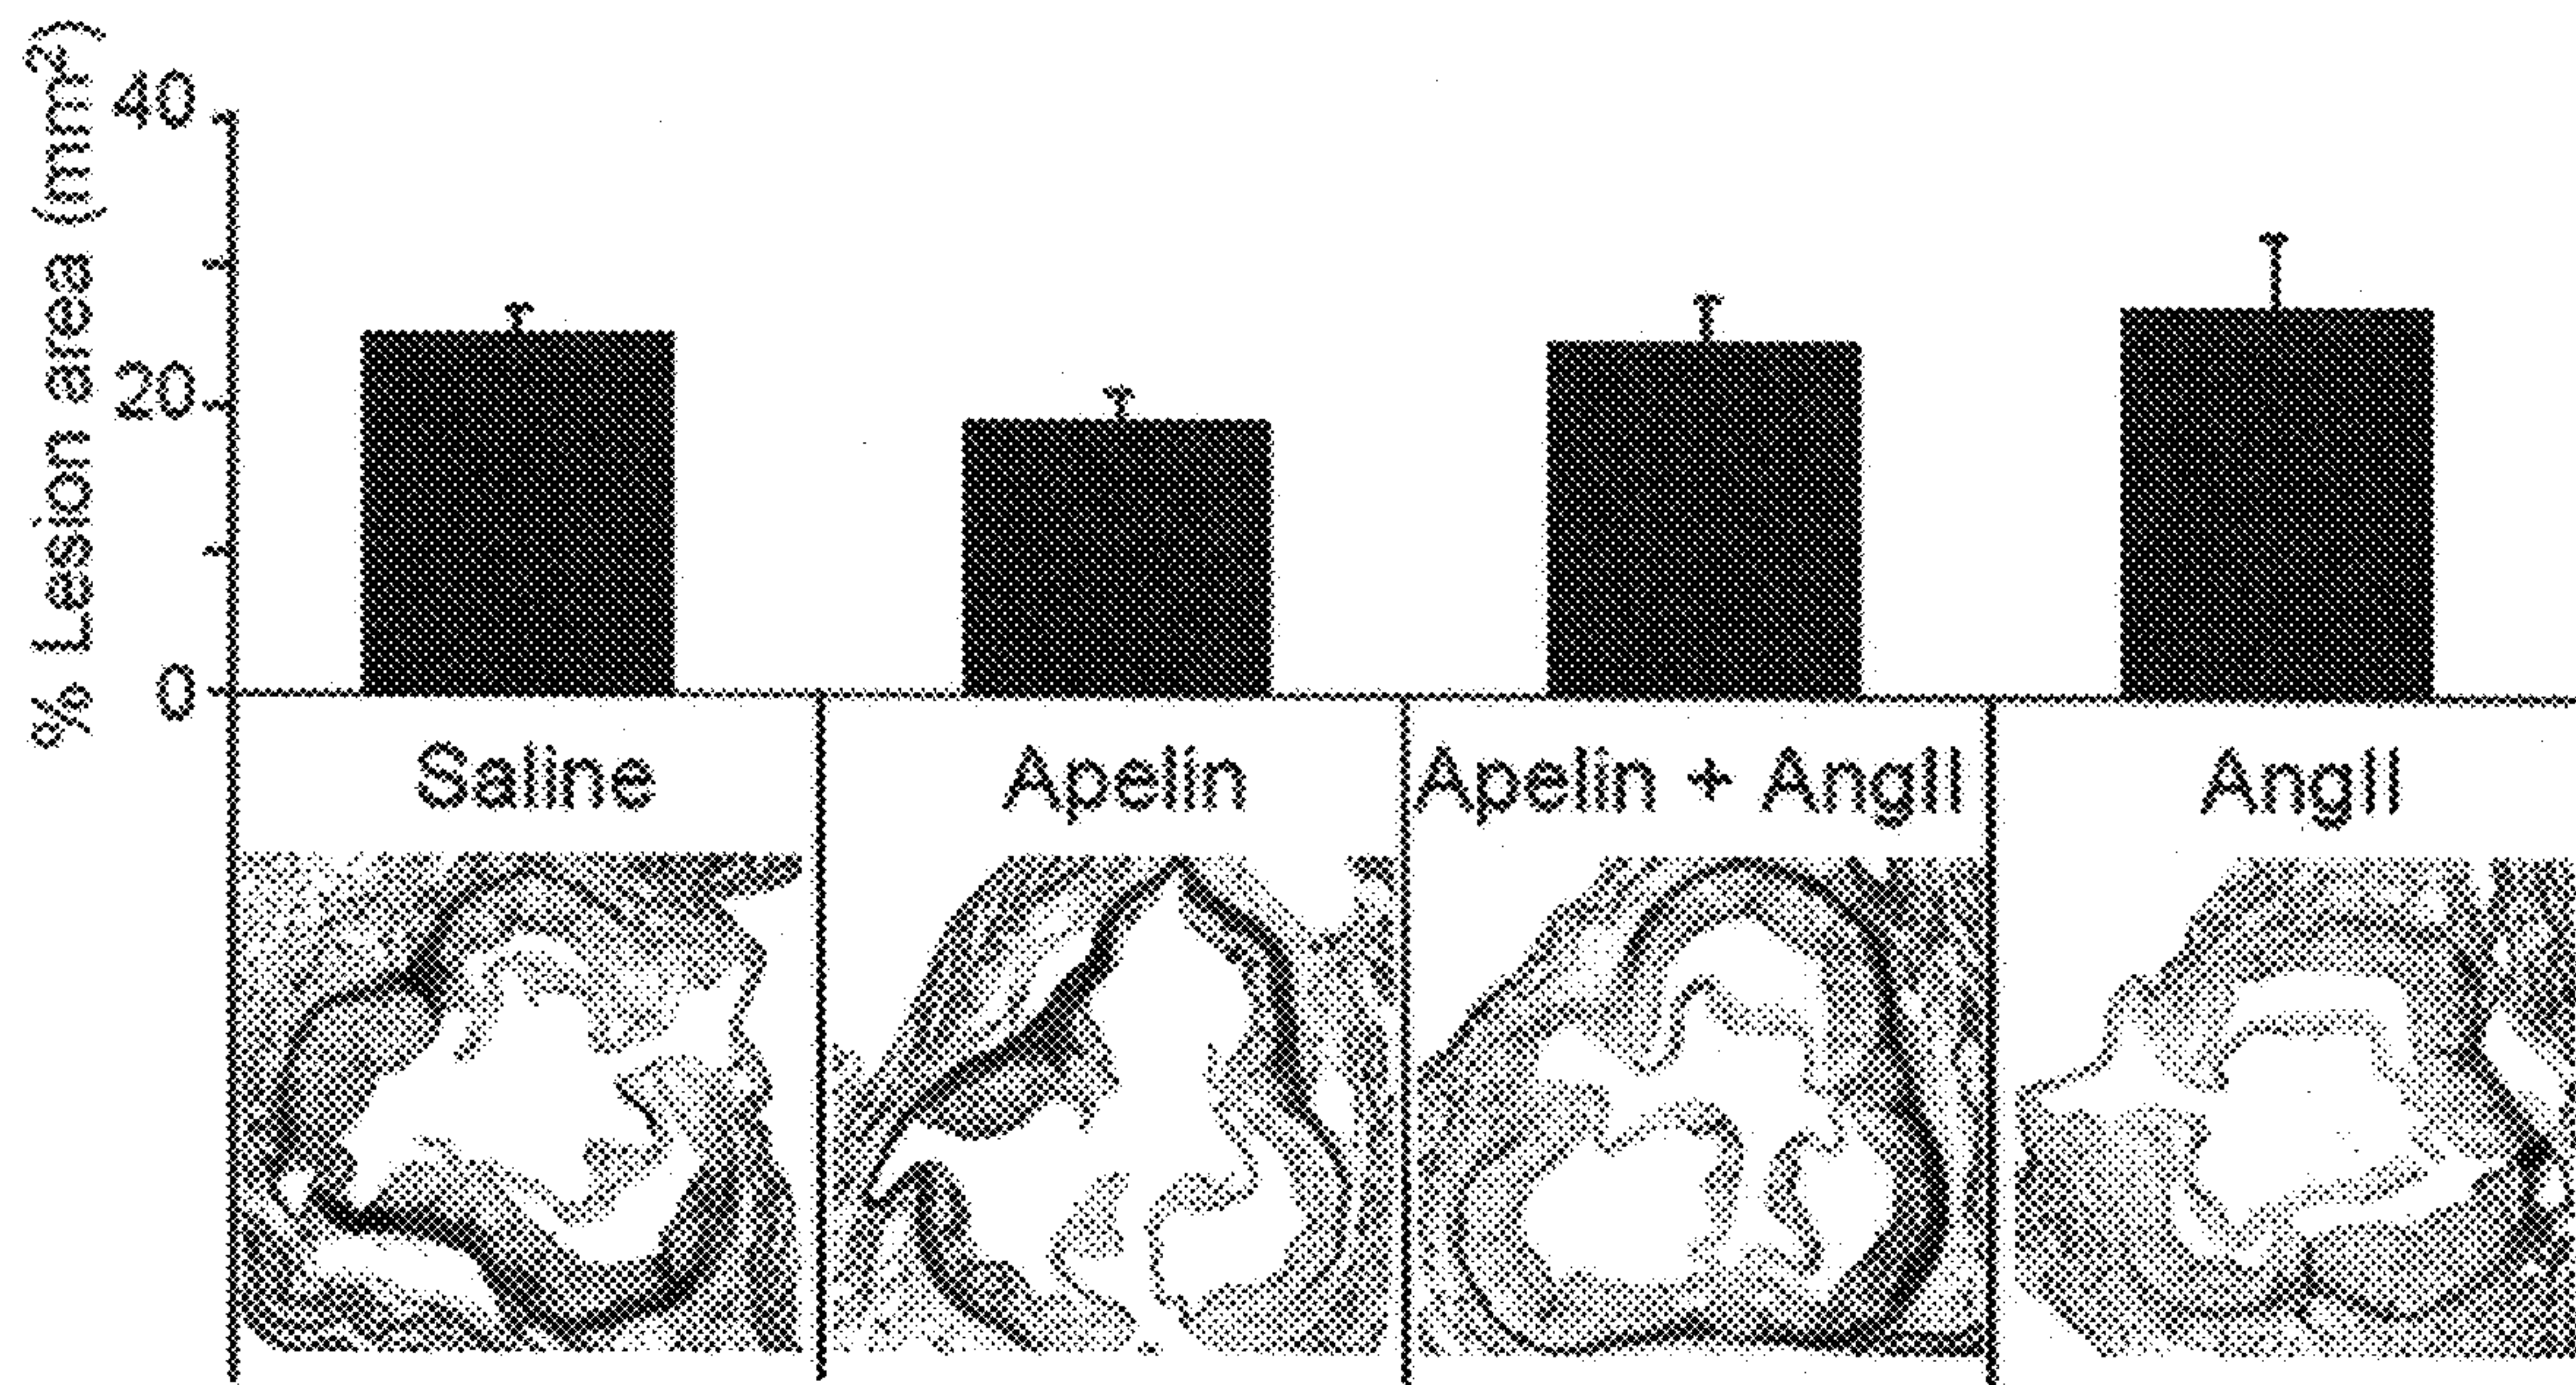 % Lesion area (mm²)
40
20
0
Saline
Apelin
Apelin + AngII
AngII